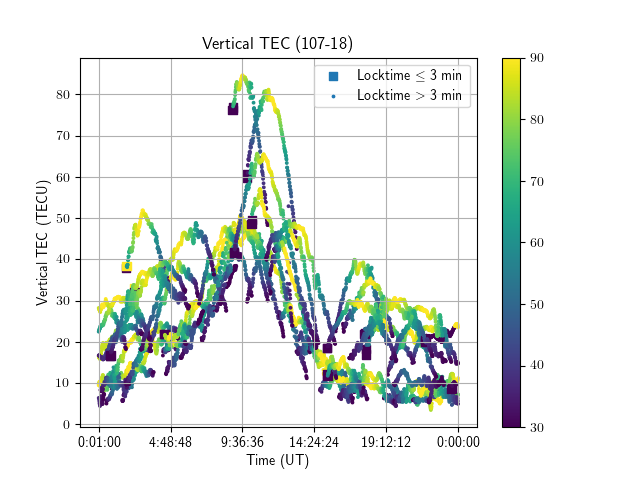 Vertical TEC (107-18)
Locktime ≤ 3 min
Locktime > 3 min
Vertical TEC (TECU)
80
70
60
50
40
30
20
10
0
0:01:00 4:48:48 9:36:36 14:24:24 19:12:12 0:00:00
Time (UT)
90
80
70
60
50
40
30